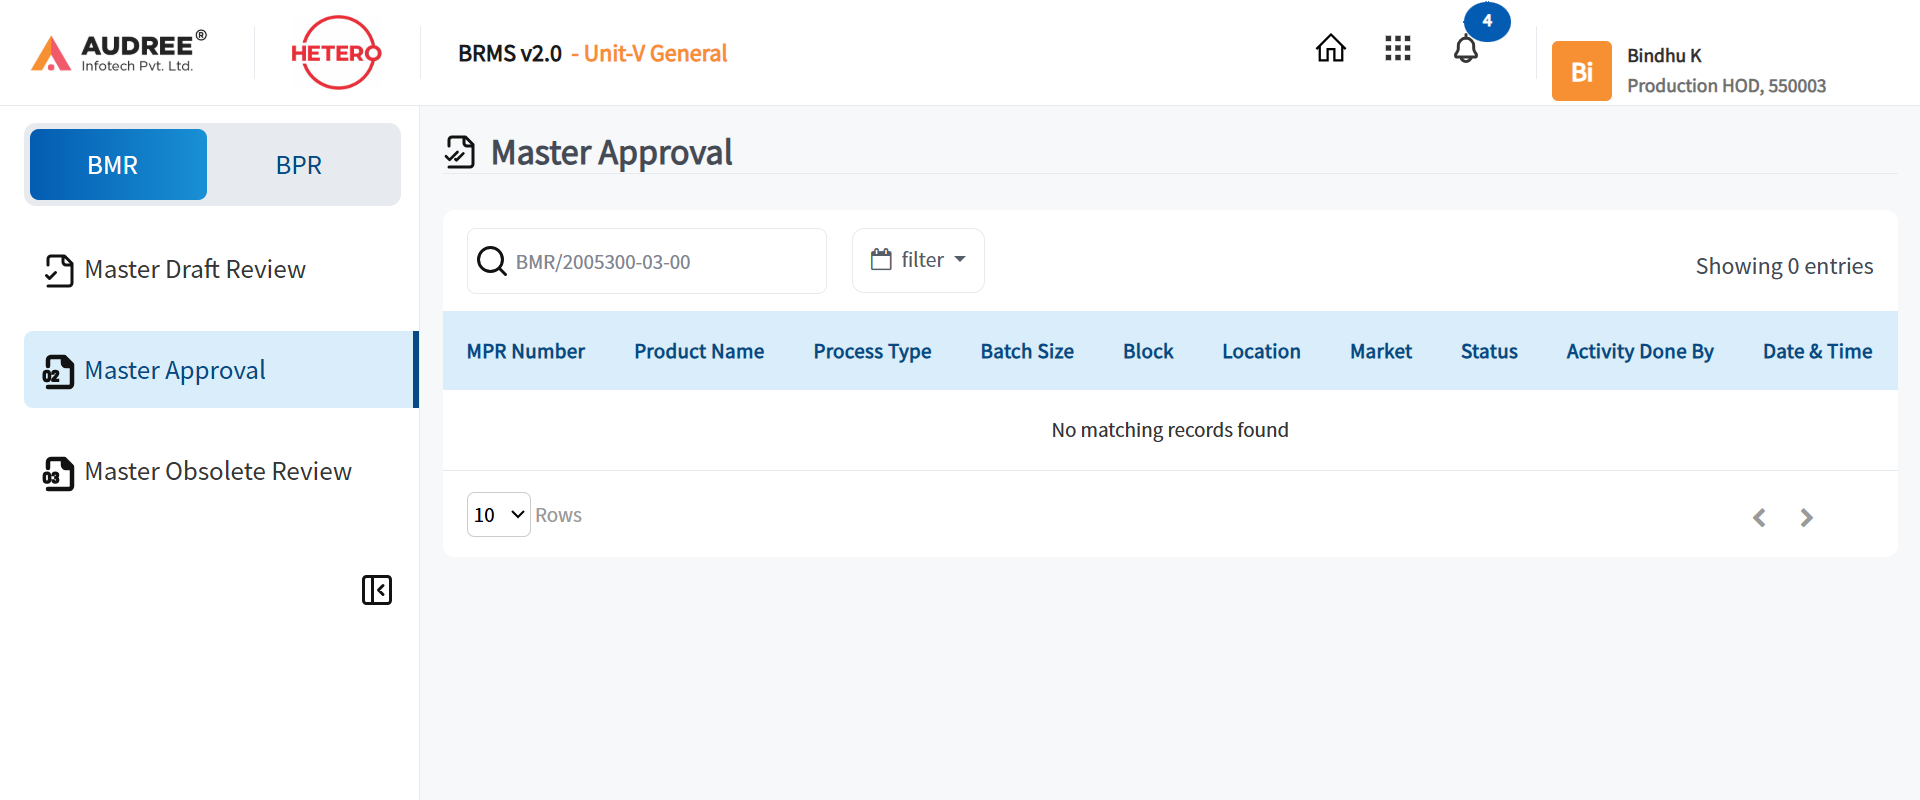 AUDREE®
Infotech Pvt. Ltd.
HETERO
BRMS v2.0 - Unit-V General
4
Bi
Bindhu K
Production HOD, 550003
BMR
BPR
Master Draft Review
02
Master Approval
03
Master Obsolete Review
Master Approval
BMR/2005300-03-00
filter
Showing 0 entries
MPR Number Product Name Process Type Batch Size Block Location Market Status Activity Done By Date & Time
No matching records found
10 Rows